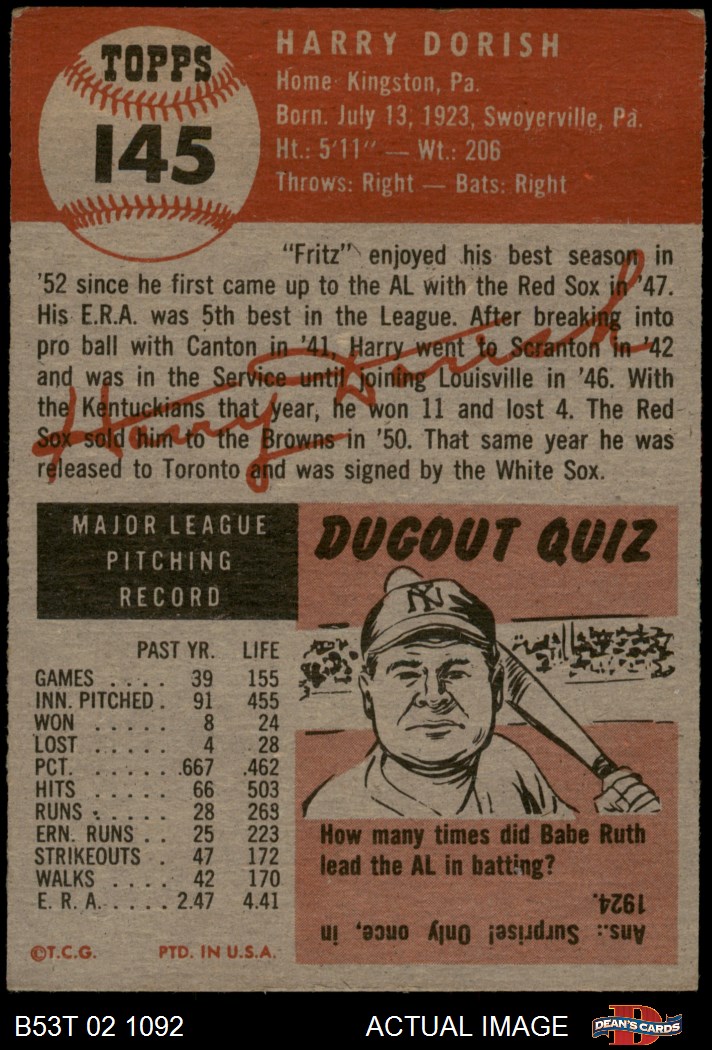 TOPPS
145
HARRY DORISH
Home Kingston, Pa.
Born. July 13, 1923, Swoyerville, Pa.
Ht.: 5'11" — Wt.: 206
Throws: Right — Bats: Right
"Fritz" enjoyed his best season in
'52 since he first came up to the AL with the Red Sox in '47.
His E.R.A. was 5th best in the League. After breaking into
pro ball with Canton in '41, Harry went to Scranton in '42
and was in the Service until joining Louisville in '46. With
the Kentuckians that year, he won 11 and lost 4. The Red
Sox sold him to the Browns in '50. That same year he was
released to Toronto and was signed by the White Sox.
Harry Dorish
MAJOR LEAGUE
PITCHING
RECORD
PAST YR. LIFE
GAMES . . . . 39 155
INN. PITCHED . 91 455
WON . . . . . 8 24
LOST . . . . . 4 28
PCT. . . . . . .667 .462
HITS . . . . . 66 503
RUNS . . . . . 28 263
ERN. RUNS . . 25 223
STRIKEOUTS . 47 172
WALKS . . . . 42 170
E. R. A. . . . . 2.47 4.41
©T.C.G. PTD. IN U.S.A.
DUGOUT QUIZ
NY
How many times did Babe Ruth
lead the AL in batting?
Ans.: Surprise! Only once, in
1924.
B53T 02 1092 ACTUAL IMAGE
D
DEAN'S CARDS